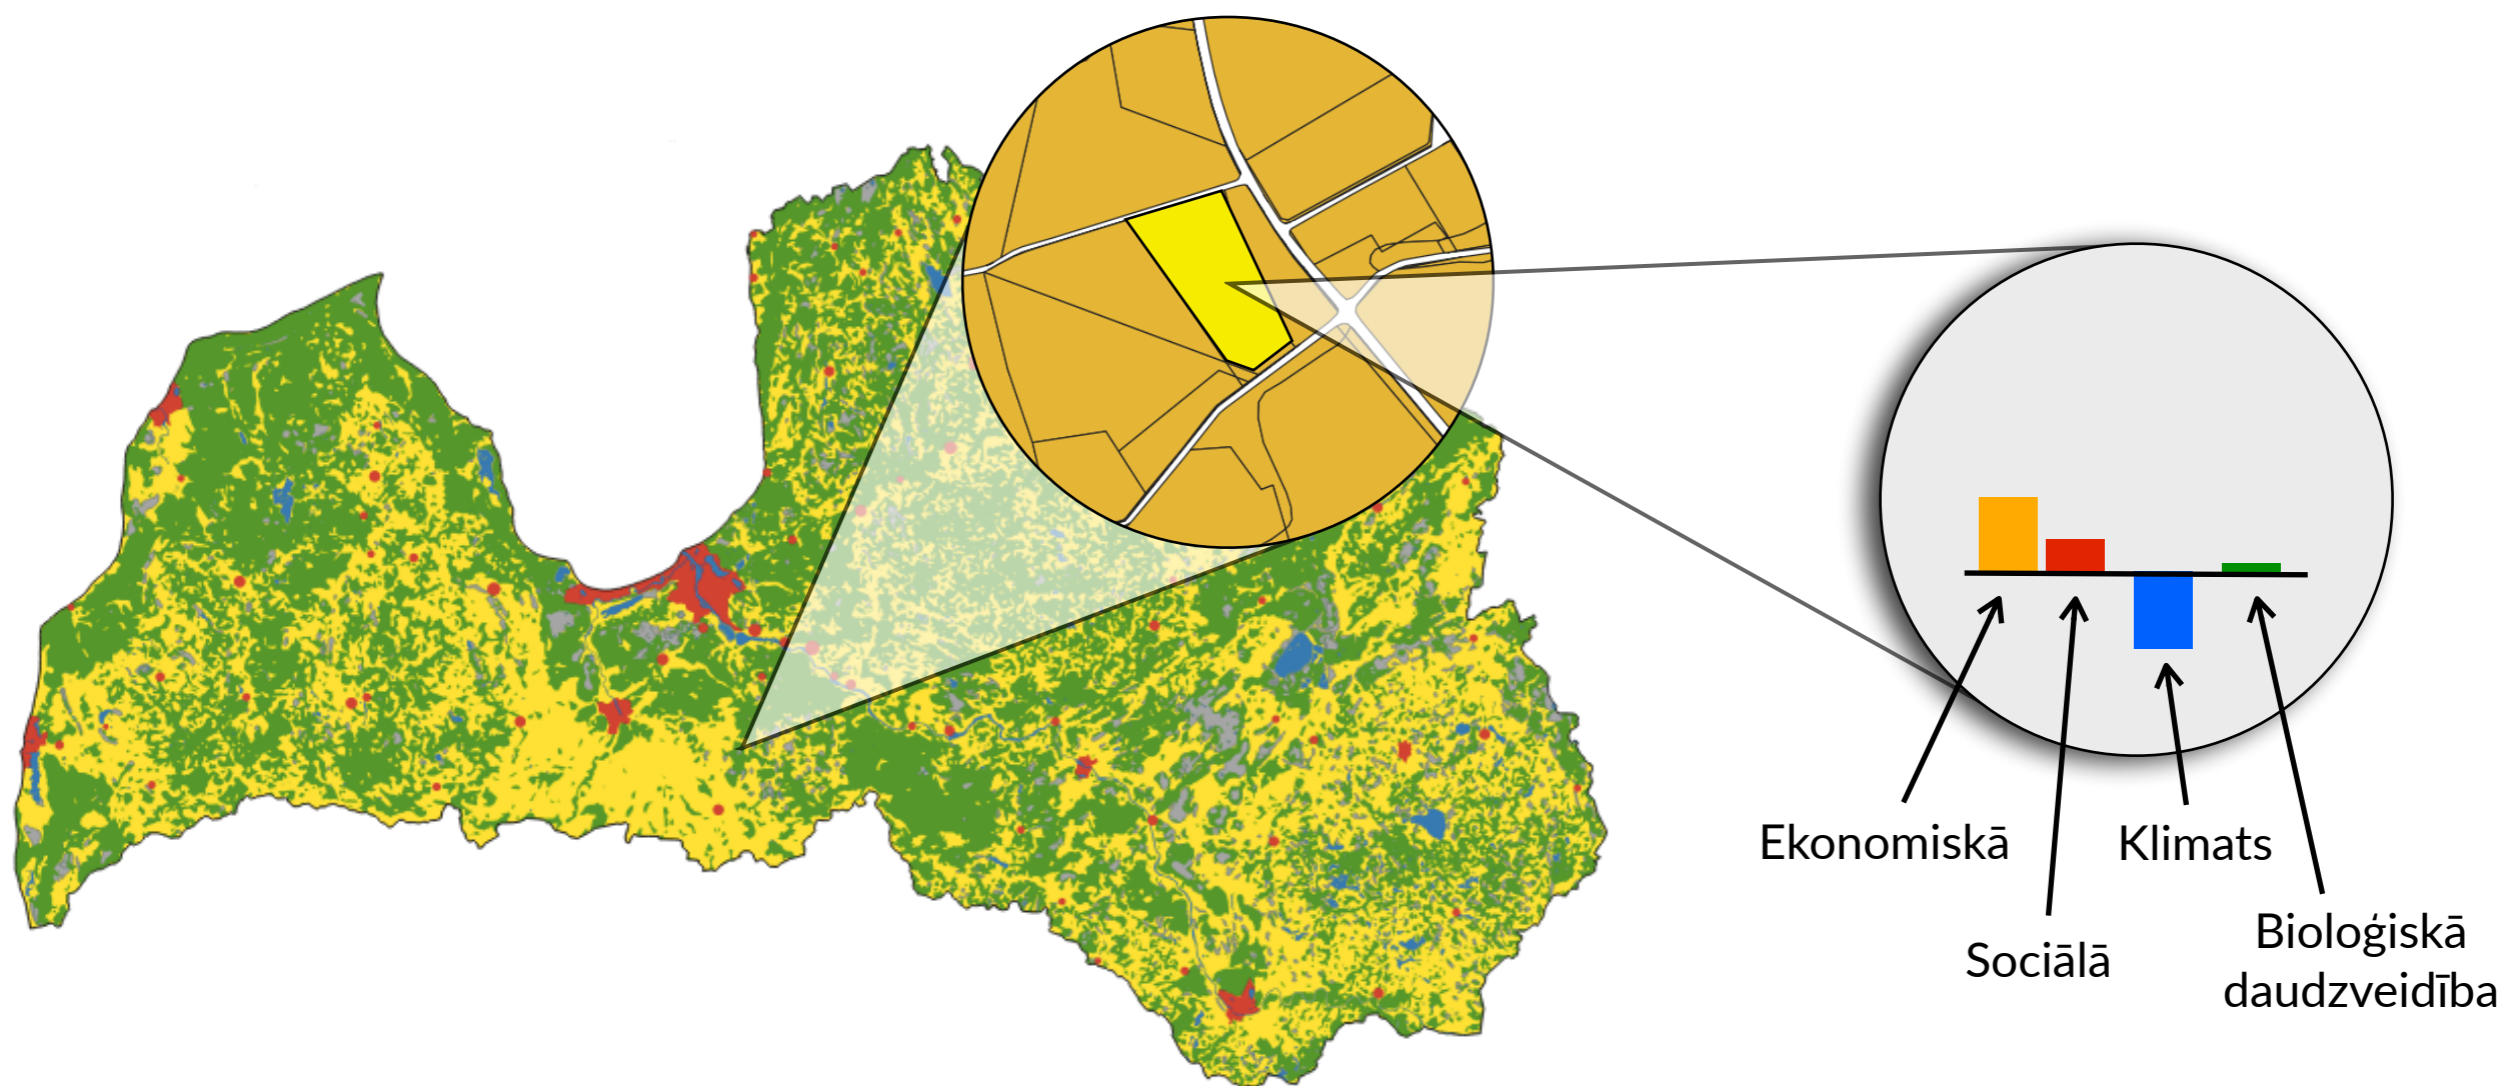 Ekonomiskā
Klimats
Sociālā
Bioloģiskā
daudzveidība